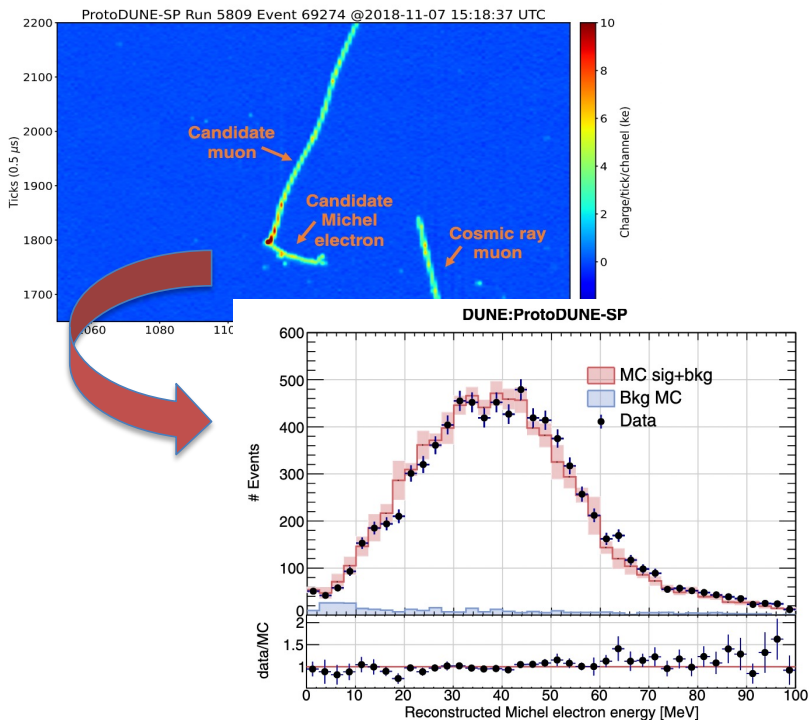 ProtoDUNE-SP Run 5809 Event 69274 @2018-11-07 15:18:37 UTC
2200
2100
2000
1900
1800
1700
Ticks (0.5 μs)
Candidate
muon
Candidate
Michel
electron
Cosmic ray
muon
10
8
6
4
2
0
Charge/tick/channel (ke)
1060
1080
DUNE:ProtoDUNE-SP
600
500
400
300
200
100
0
# Events
MC sig+bkg
Bkg MC
Data
2
1.5
1
data/MC
0
10
20
30
40
50
60
70
80
90
100
Reconstructed Michel electron energy [MeV]